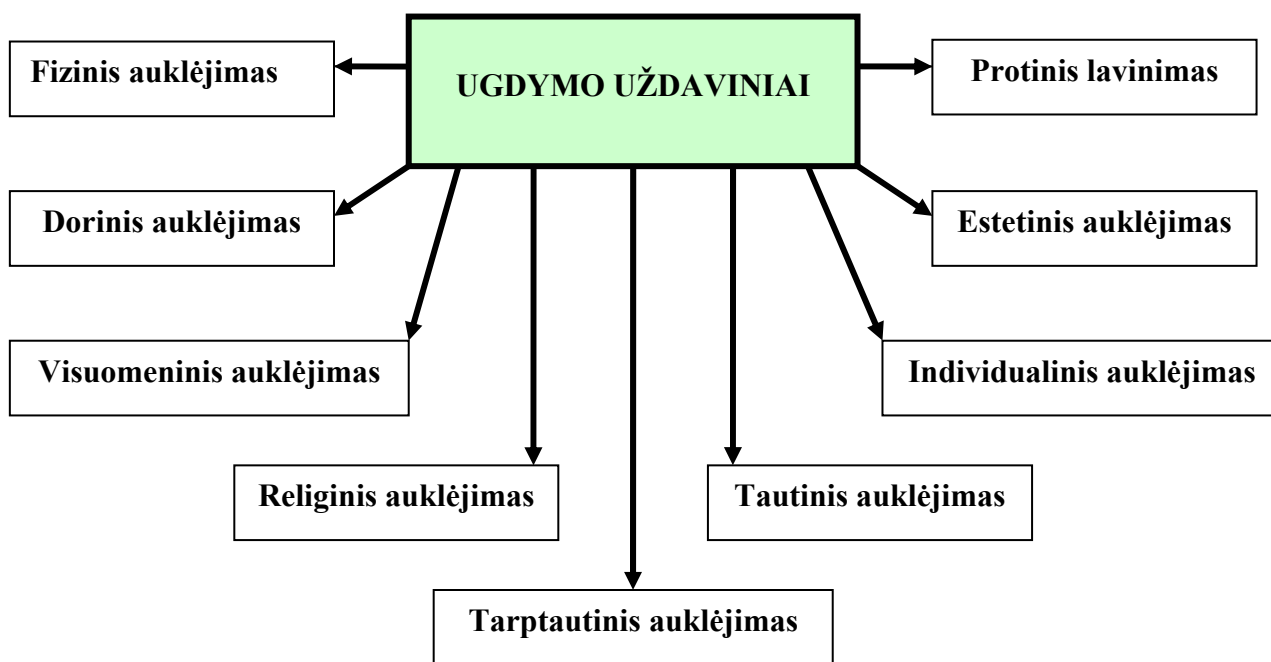 UGDYMO UŽDAVINIAI
Fizinis auklėjimas
Protinis lavinimas
Dorinis auklėjimas
Estetinis auklėjimas
Visuomeninis auklėjimas
Individualinis auklėjimas
Religinis auklėjimas
Tautinis auklėjimas
Tarptautinis auklėjimas